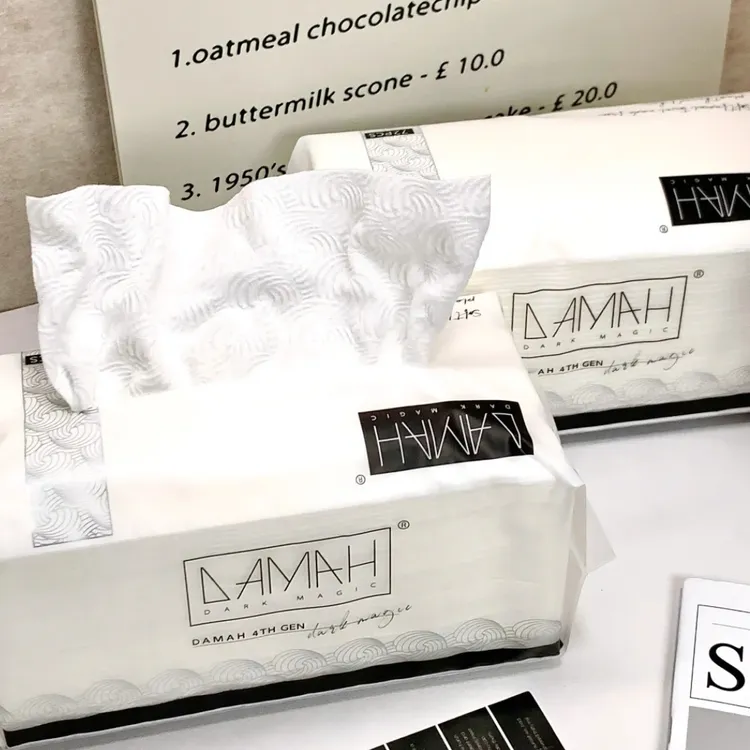 1.oatmeal chocolatechip
2. buttermilk scone - £ 10.0
3. 1950's
- £ 20.0
72PCS
DAMAH
DARK MAGIC
®
DAMAH
®
DARK MAGIC
AH 4TH GEN dark magic
DAMAH
DARK MAGIC
®
DAMAH
®
DARK MAGIC
DAMAH 4TH GEN dark magic
S